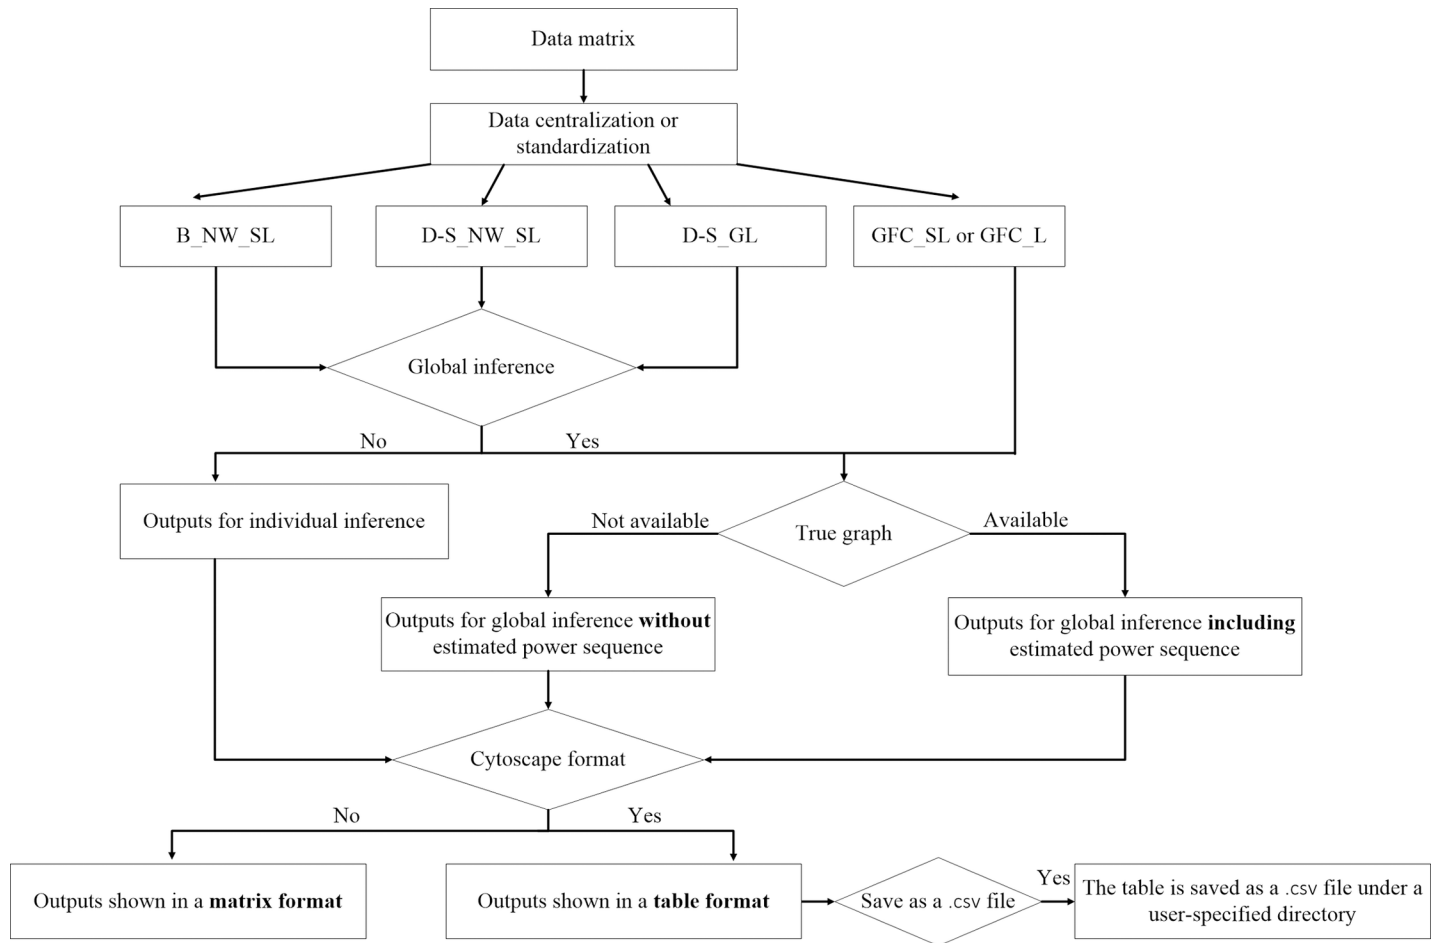 Data matrix
Data centralization or
standardization
B_NW_SL
D-S_NW_SL
D-S_GL
GFC_SL or GFC_L
Global inference
No
Yes
Outputs for individual inference
Not available
True graph
Available
Outputs for global inference without
estimated power sequence
Outputs for global inference including
estimated power sequence
Cytoscape format
No
Yes
Outputs shown in a matrix format
Outputs shown in a table format
Save as a .csv file
Yes
The table is saved as a .csv file under a
user-specified directory